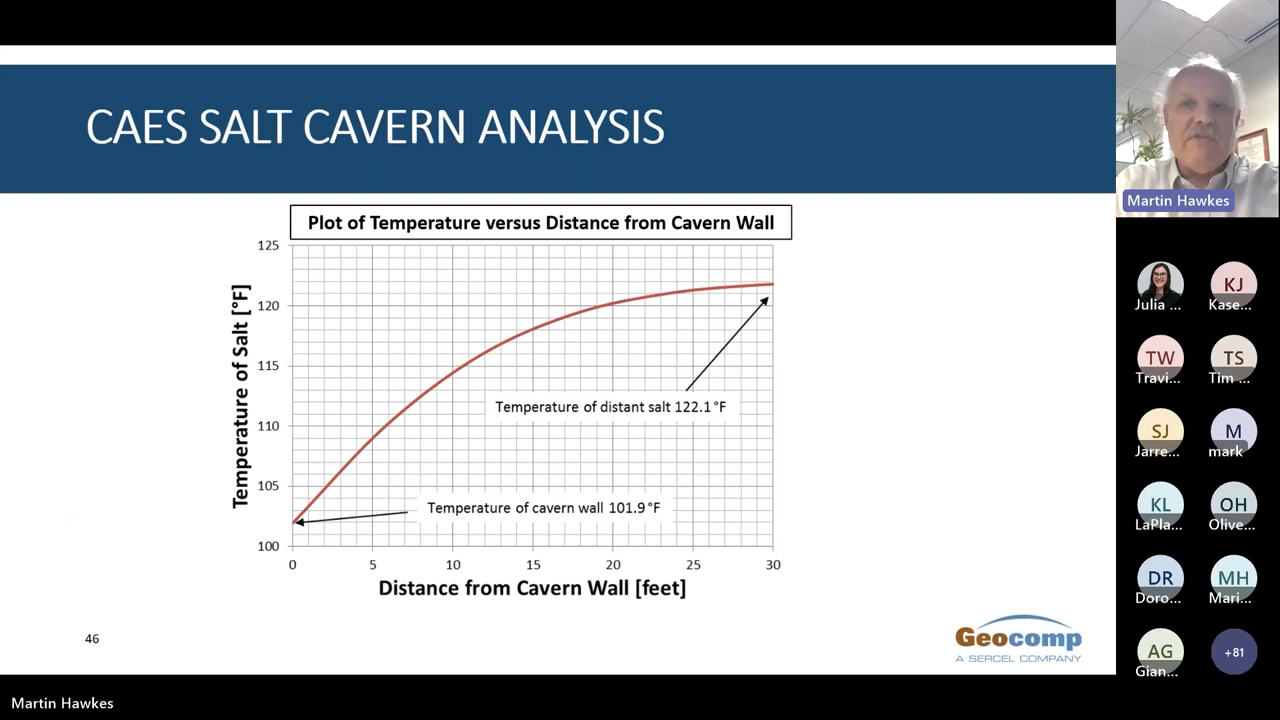 CAES SALT CAVERN ANALYSIS
Plot of Temperature versus Distance from Cavern Wall
Temperature of Salt [°F]
125
120
115
110
105
100
Temperature of distant salt 122.1°F
Temperature of cavern wall 101.9°F
0 5 10 15 20 25 30
Distance from Cavern Wall [feet]
46
Geocomp
A SERCEL COMPANY
Martin Hawkes
Martin Hawkes
KJ
Julia ... Kase...
TW TS
Travi... Tim ...
SJ M
Jarre... mark
KL OH
LaPla... Olive...
DR MH
Doro... Mari...
AG +81
Gian...